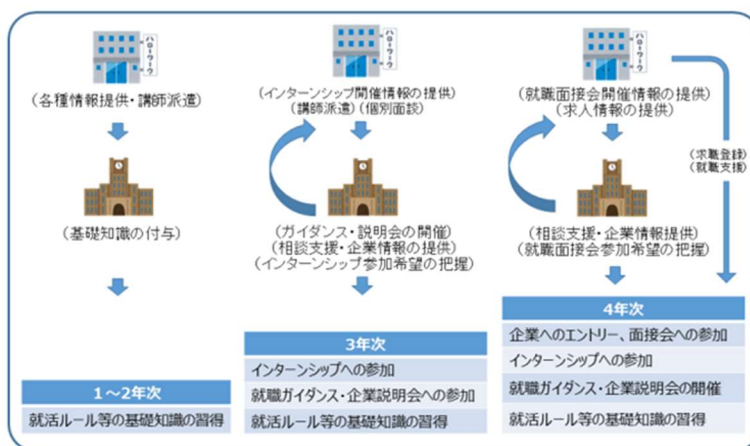 ハローワーク
(各種情報提供・講師派遣)
(基礎知識の付与)
1～2年次
就活ルール等の基礎知識の習得
ハローワーク
(インターンシップ開催情報の提供)
(講師派遣)(個別面談)
(ガイダンス・説明会の開催)
(相談支援・企業情報の提供)
(インターンシップ参加希望の把握)
3年次
インターンシップへの参加
就職ガイダンス・企業説明会への参加
就活ルール等の基礎知識の習得
ハローワーク
(就職面接会開催情報の提供)
(求人情報の提供)
(求職登録)
(就職支援)
(相談支援・企業情報提供)
(就職面接会参加希望の把握)
4年次
企業へのエントリー、面接会への参加
インターンシップへの参加
就職ガイダンス・企業説明会の開催
就活ルール等の基礎知識の習得